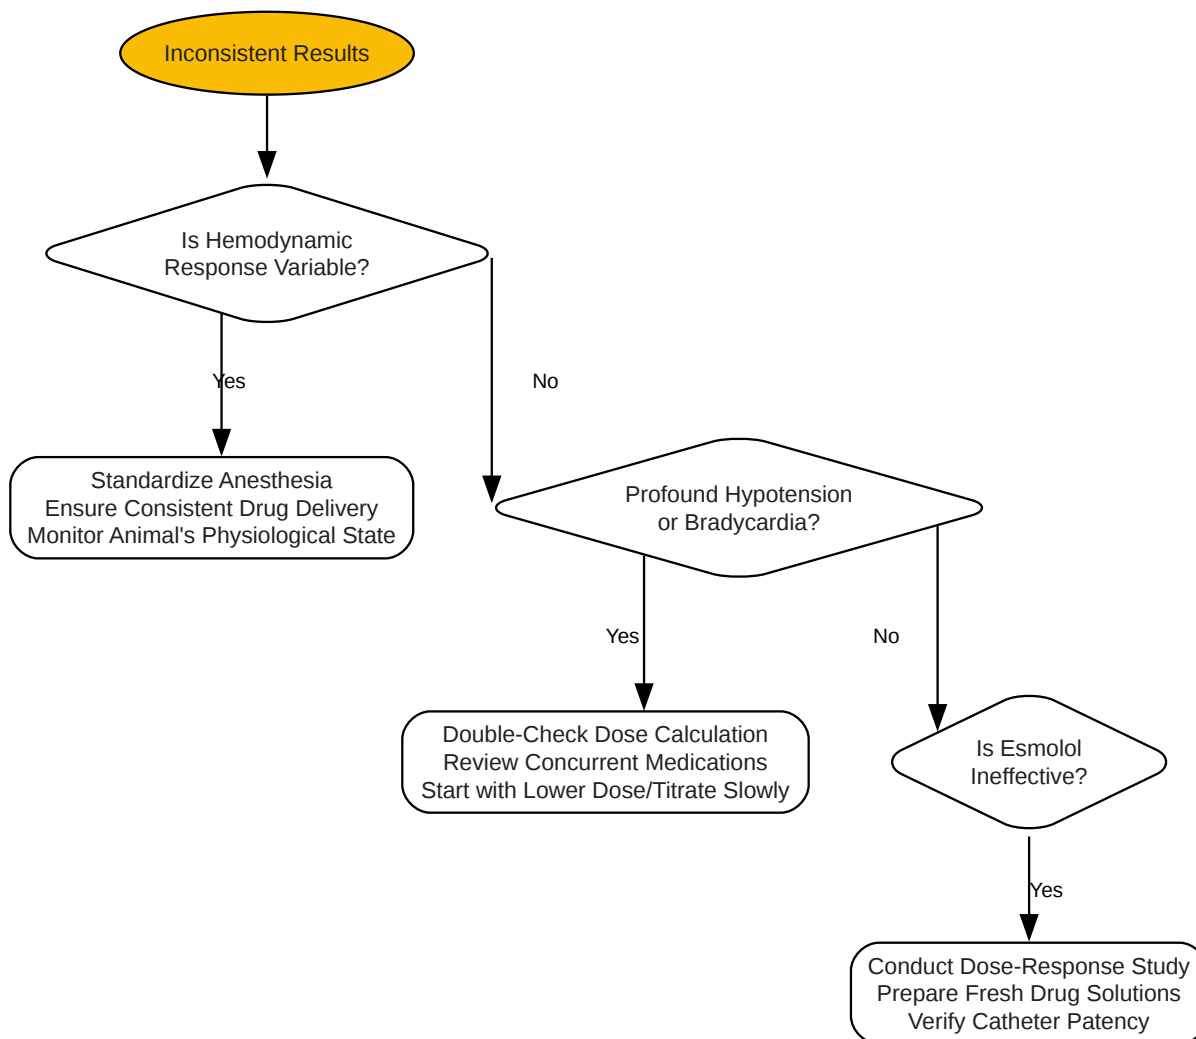 Inconsistent Results
Is Hemodynamic
Response Variable?
Yes
No
Standardize Anesthesia
Ensure Consistent Drug Delivery
Monitor Animal's Physiological State
Profound Hypotension
or Bradycardia?
Yes
No
Double-Check Dose Calculation
Review Concurrent Medications
Start with Lower Dose/Titrate Slowly
Is Esmolol
Ineffective?
Yes
Conduct Dose-Response Study
Prepare Fresh Drug Solutions
Verify Catheter Patency